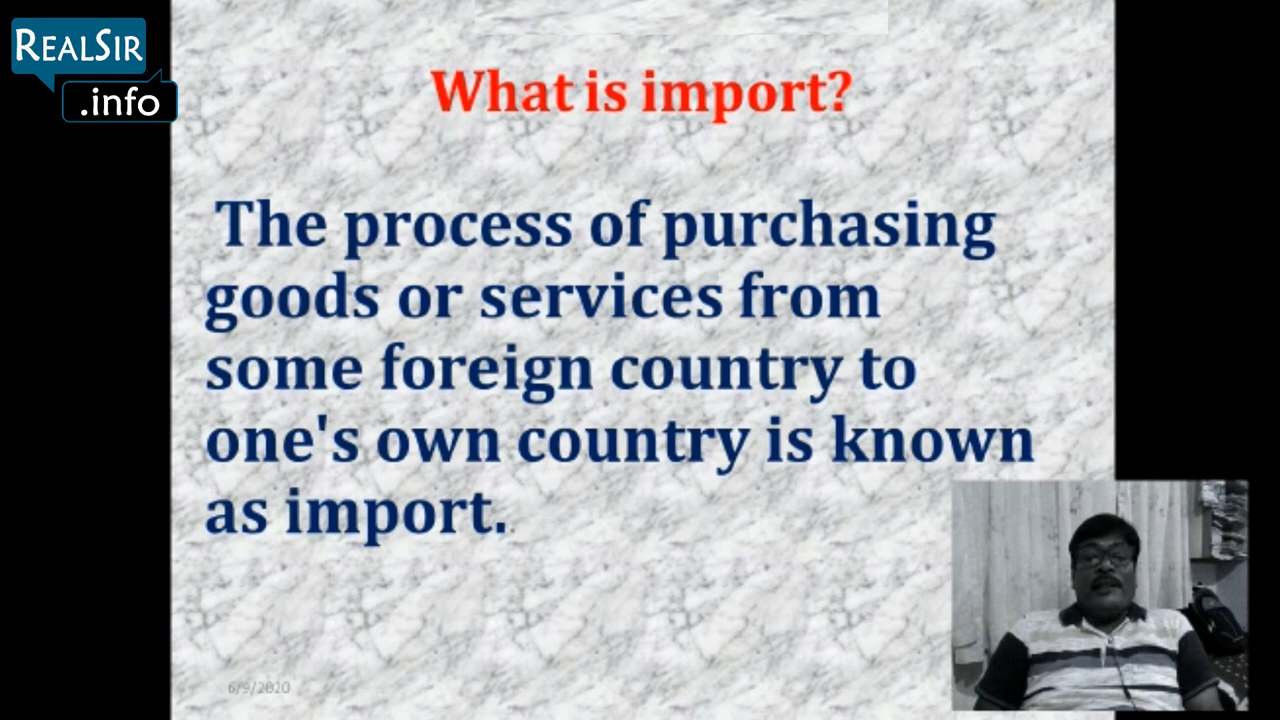 REALSIR
.info
What is import?
The process of purchasing
goods or services from
some foreign country to
one's own country is known
as import.
6/9/2020